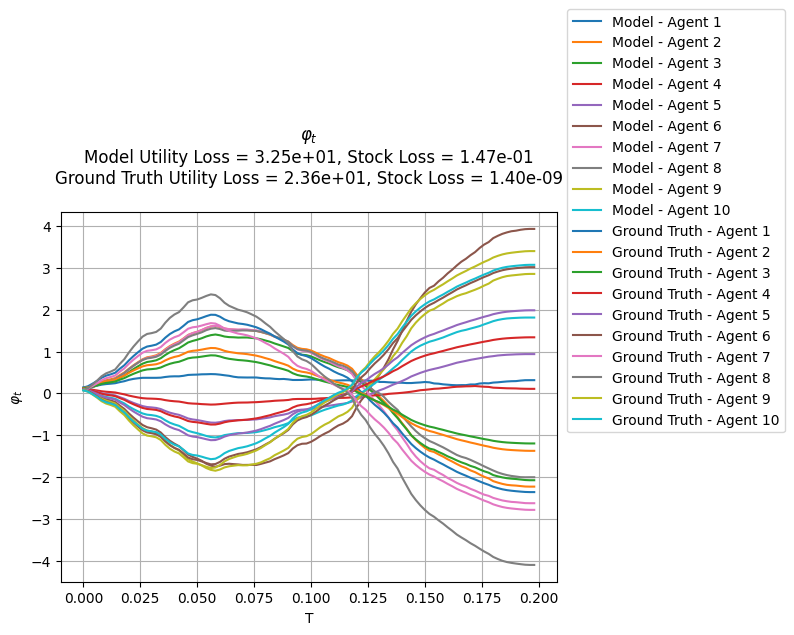 φt
Model Utility Loss = 3.25e+01, Stock Loss = 1.47e-01
Ground Truth Utility Loss = 2.36e+01, Stock Loss = 1.40e-09
Model - Agent 1
Model - Agent 2
Model - Agent 3
Model - Agent 4
Model - Agent 5
Model - Agent 6
Model - Agent 7
Model - Agent 8
Model - Agent 9
Model - Agent 10
Ground Truth - Agent 1
Ground Truth - Agent 2
Ground Truth - Agent 3
Ground Truth - Agent 4
Ground Truth - Agent 5
Ground Truth - Agent 6
Ground Truth - Agent 7
Ground Truth - Agent 8
Ground Truth - Agent 9
Ground Truth - Agent 10
φt
4
3
2
1
0
−1
−2
−3
−4
0.000 0.025 0.050 0.075 0.100 0.125 0.150 0.175 0.200
T